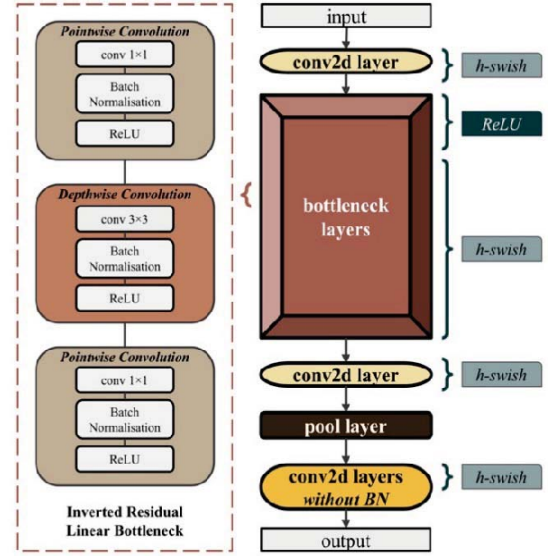 Pointwise Convolution
conv 1×1
Batch
Normalisation
ReLU
Depthwise Convolution
conv 3×3
Batch
Normalisation
ReLU
Pointwise Convolution
conv 1×1
Batch
Normalisation
ReLU
Inverted Residual
Linear Bottleneck
input
conv2d layer
h-swish
ReLU
bottleneck
layers
h-swish
conv2d layer
h-swish
pool layer
conv2d layers
without BN
h-swish
output